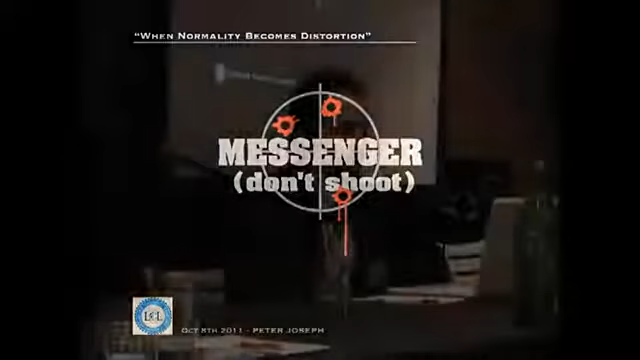 "When Normality Becomes Distortion"
MESSENGER
(don't shoot)
Oct 8th 2011 - Peter Joseph